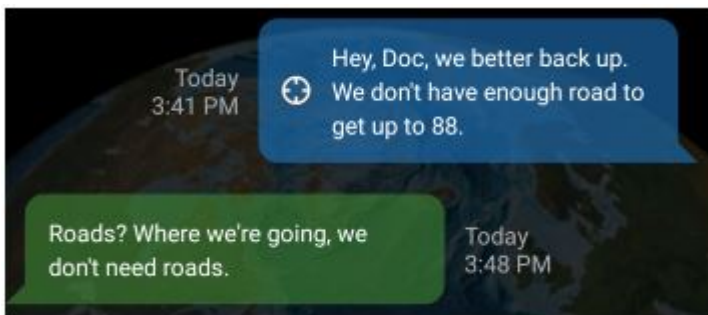 Today
3:41 PM
Hey, Doc, we better back up.
We don't have enough road to
get up to 88.
Roads? Where we're going, we
don't need roads.
Today
3:48 PM